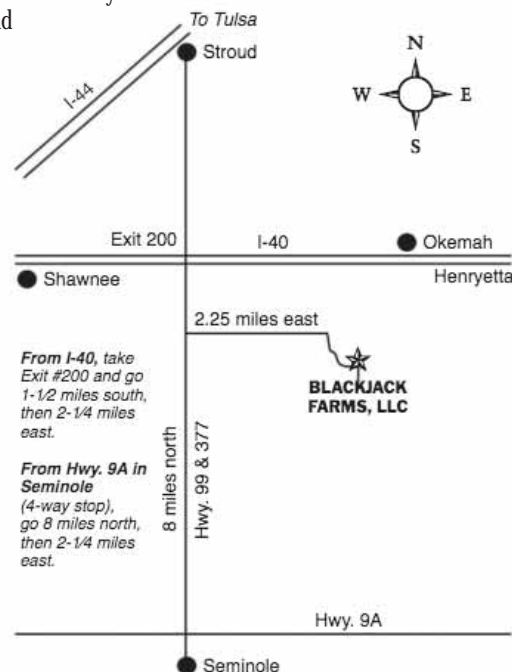 d
To Tulsa
Stroud
I-44
N
W E
S
Exit 200 I-40 Okemah
Shawnee Henryetta
2.25 miles east
BLACKJACK
FARMS, LLC
From I-40, take
Exit #200 and go
1-1/2 miles south,
then 2-1/4 miles
east.
From Hwy. 9A in
Seminole
(4-way stop),
go 8 miles north,
then 2-1/4 miles
east.
8 miles north
Hwy. 99 & 377
Hwy. 9A
Seminole